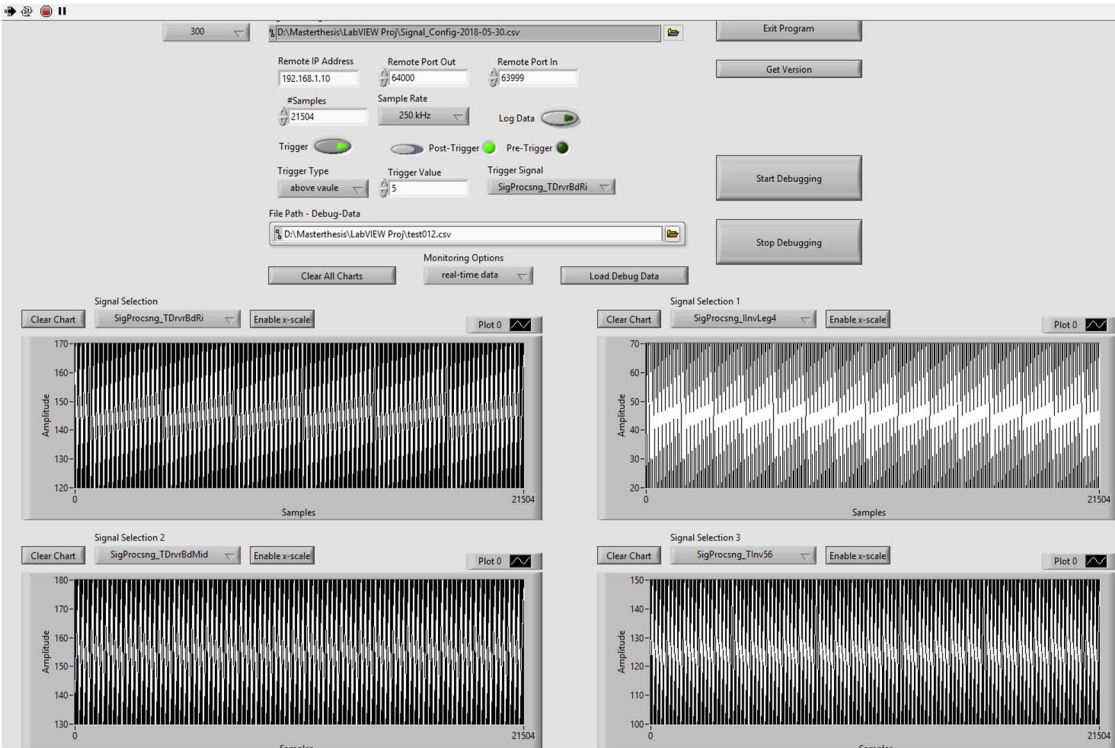 300
D:\Masterthesis\LabVIEW Proj\Signal_Config-2018-05-30.csv
Exit Program
Remote IP Address
Remote Port Out
Remote Port In
192.168.1.10
64000
63999
Get Version
#Samples
Sample Rate
21504
250 kHz
Log Data
Trigger
Post-Trigger
Pre-Trigger
Trigger Type
Trigger Value
Trigger Signal
above vaule
5
SigProcsng_TDrvrBdRi
Start Debugging
File Path - Debug-Data
D:\Masterthesis\LabVIEW Proj\test012.csv
Stop Debugging
Monitoring Options
Clear All Charts
real-time data
Load Debug Data
Signal Selection
Clear Chart
SigProcsng_TDrvrBdRi
Enable x-scale
Plot 0
170
160
150
140
130
120
Amplitude
0
21504
Samples
Signal Selection 1
Clear Chart
SigProcsng_IInvLeg4
Enable x-scale
Plot 0
70
60
50
40
30
20
Amplitude
0
21504
Samples
Signal Selection 2
Clear Chart
SigProcsng_TDrvrBdMid
Enable x-scale
Plot 0
180
170
160
150
140
130
Amplitude
0
21504
Signal Selection 3
Clear Chart
SigProcsng_TInv56
Enable x-scale
Plot 0
150
140
130
120
110
100
Amplitude
0
21504